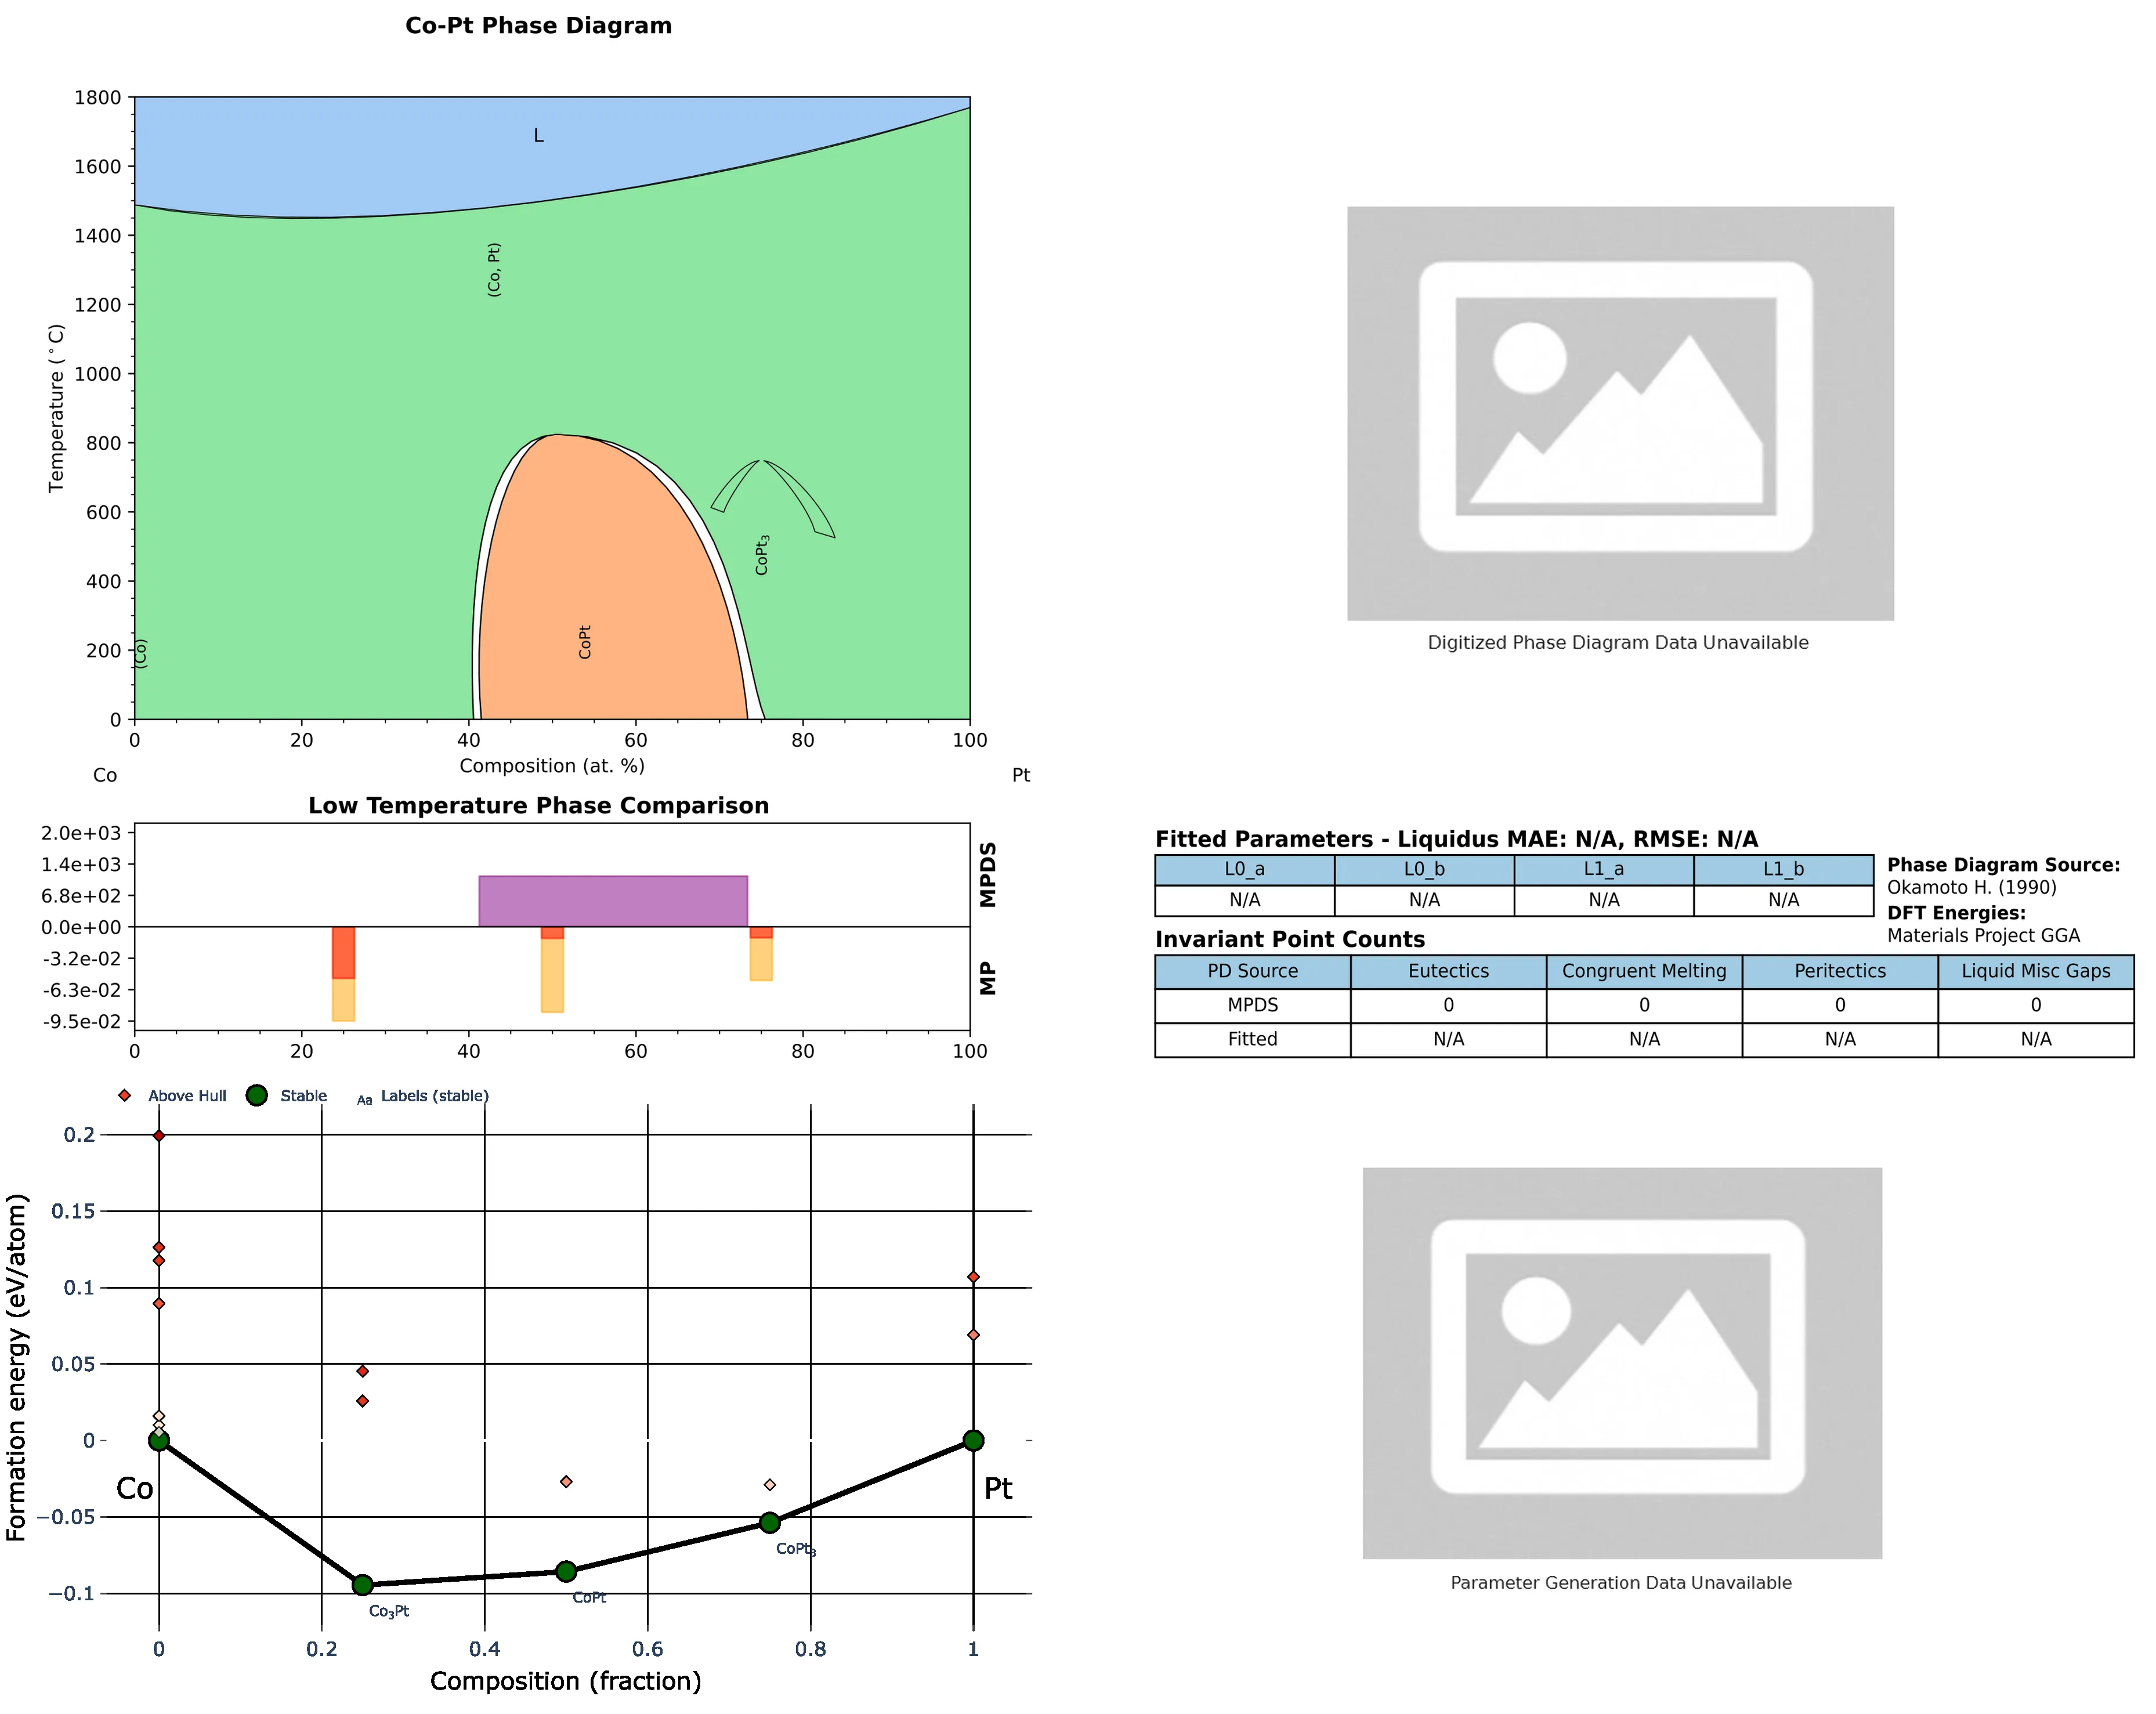 Co-Pt Phase Diagram
1800
1600
1400
1200
1000
800
600
400
200
0
Temperature (°C)
L
(Co, Pt)
(Co)
CoPt
CoPt₃
0 20 40 60 80 100
Composition (at. %)
Co Pt
Digitized Phase Diagram Data Unavailable
Low Temperature Phase Comparison
2.0e+03
1.4e+03
6.8e+02
0.0e+00
-3.2e-02
-6.3e-02
-9.5e-02
MPDS
MP
0 20 40 60 80 100
Fitted Parameters - Liquidus MAE: N/A, RMSE: N/A
L0_a L0_b L1_a L1_b
N/A N/A N/A N/A
Phase Diagram Source:
Okamoto H. (1990)
DFT Energies:
Materials Project GGA
Invariant Point Counts
PD Source Eutectics Congruent Melting Peritectics Liquid Misc Gaps
MPDS 0 0 0 0
Fitted N/A N/A N/A N/A
Above Hull Stable Aa Labels (stable)
0.2
0.15
0.1
0.05
0
−0.05
−0.1
Formation energy (eV/atom)
Co
Pt
Co₃Pt
CoPt
CoPt₃
0 0.2 0.4 0.6 0.8 1
Composition (fraction)
Parameter Generation Data Unavailable